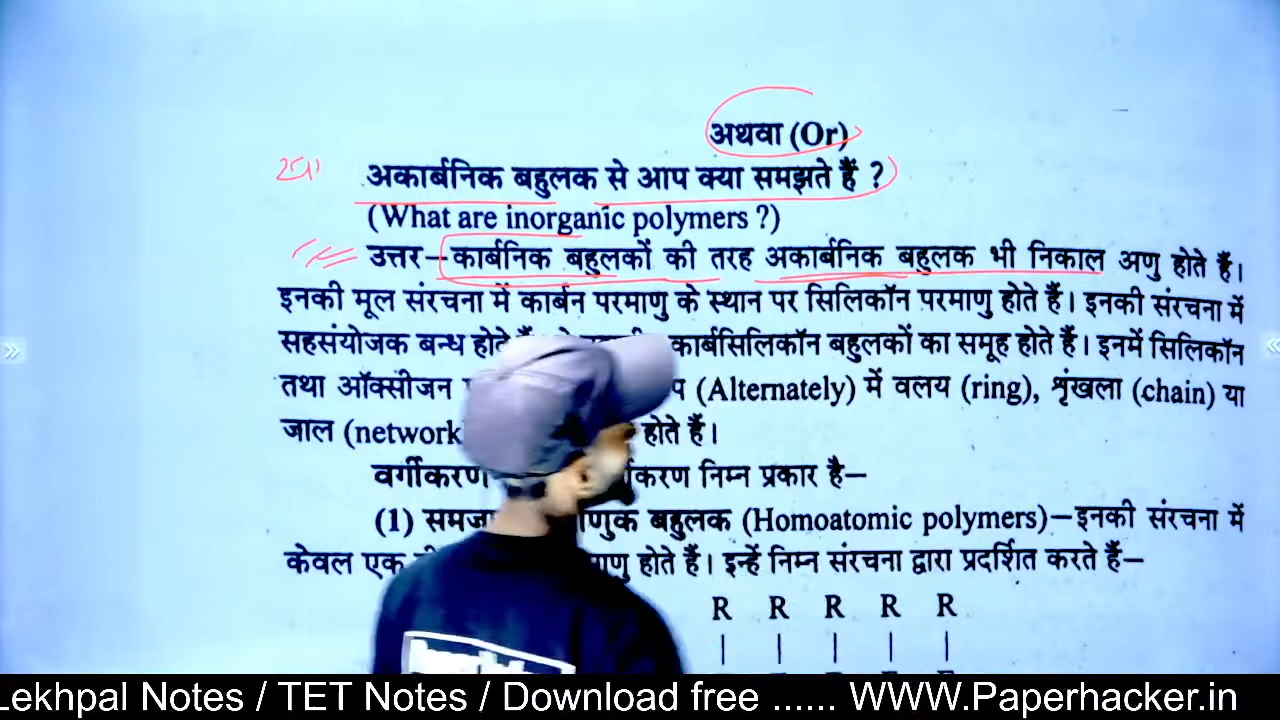 अथवा (Or)
अकार्बनिक बहुलक से आप क्या समझते हैं ?
(What are inorganic polymers ?)
उत्तर–कार्बनिक बहुलकों की तरह अकार्बनिक बहुलक भी निकाल अणु होते हैं।
इनकी मूल संरचना में कार्बन परमाणु के स्थान पर सिलिकॉन परमाणु होते हैं। इनकी संरचना में
सहसंयोजक बन्ध होते कार्बसिलिकॉन बहुलकों का समूह होते हैं। इनमें सिलिकॉन
तथा ऑक्सीजन (Alternately) में वलय (ring), शृंखला (chain) या
जाल (network) होते हैं।
वर्गीकरण निम्न प्रकार है–
(1) बहुलक (Homoatomic polymers)–इनकी संरचना में
केवल एक होते हैं। इन्हें निम्न संरचना द्वारा प्रदर्शित करते हैं–
R R R R R
Lekhpal Notes / TET Notes / Download free ...... WWW.Paperhacker.in